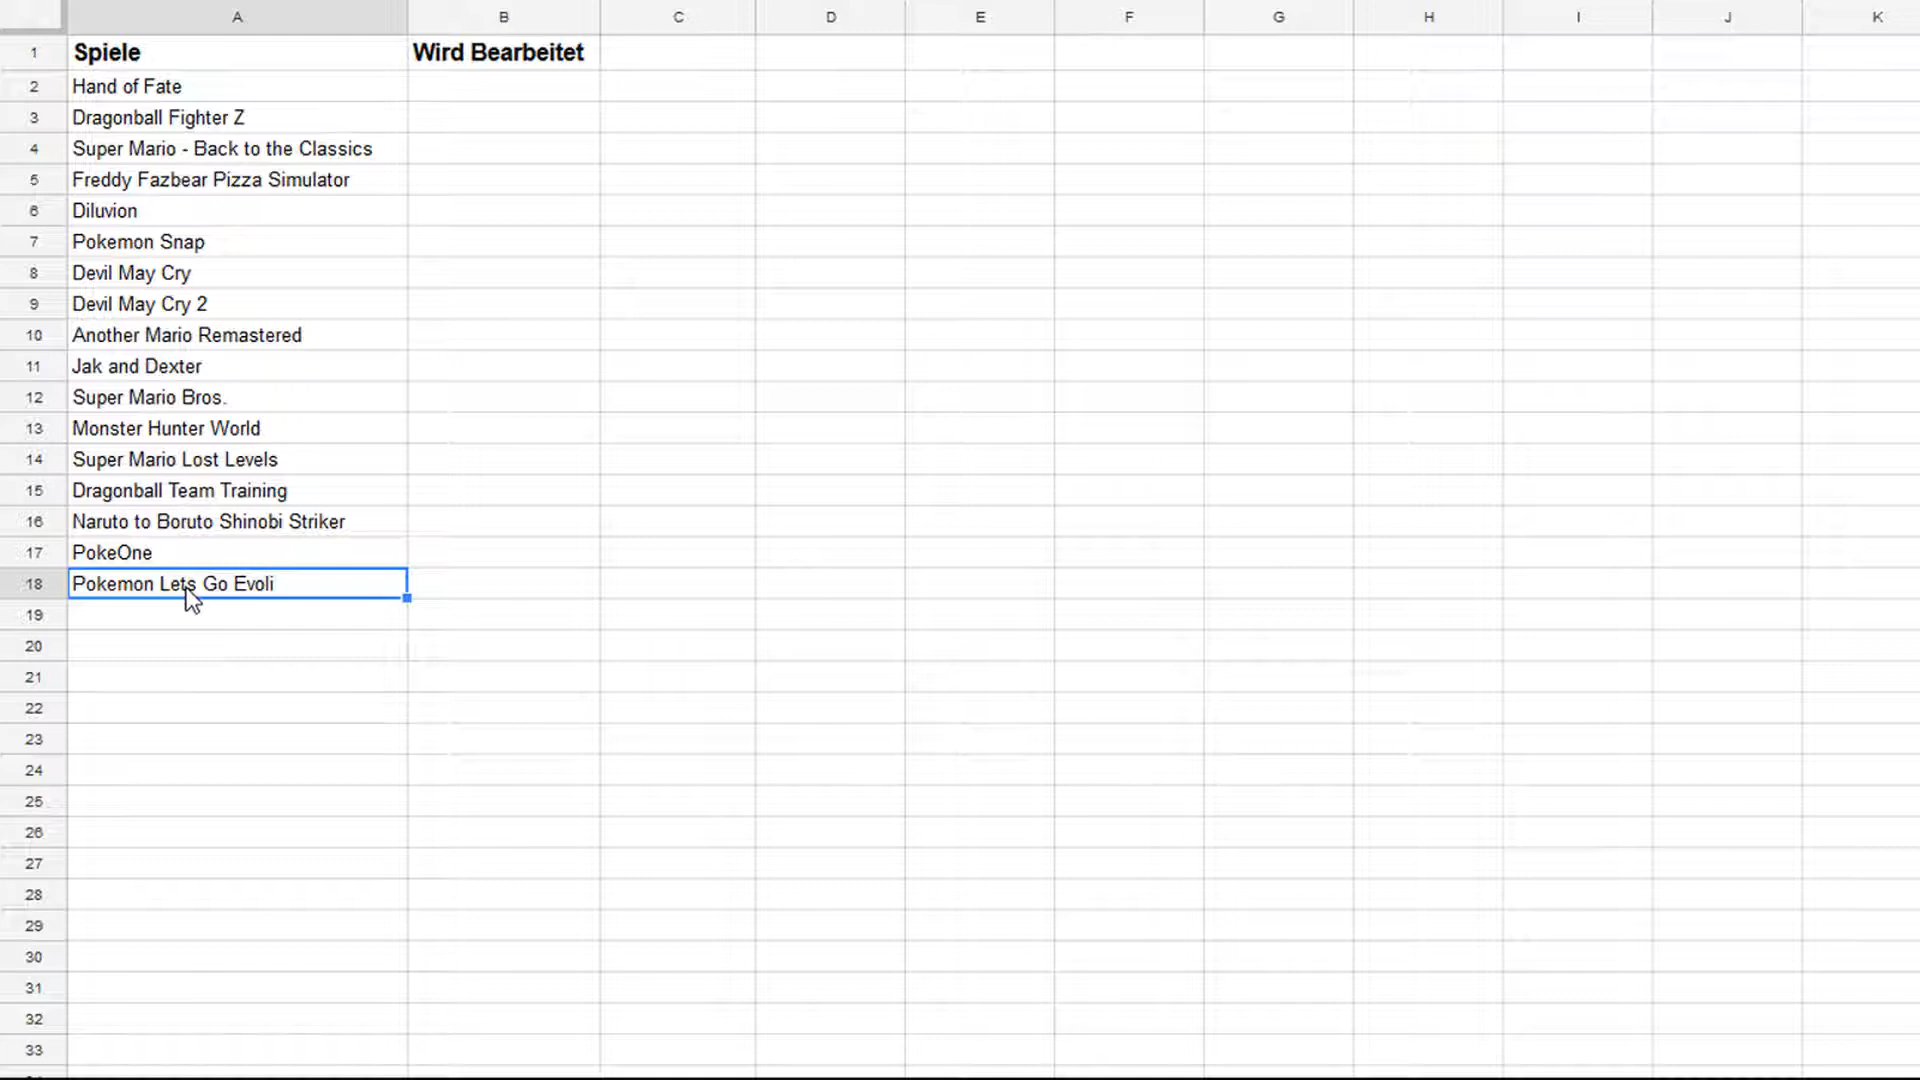 A B C D E F G H I J K
1 Spiele Wird Bearbeitet
2 Hand of Fate
3 Dragonball Fighter Z
4 Super Mario - Back to the Classics
5 Freddy Fazbear Pizza Simulator
6 Diluvion
7 Pokemon Snap
8 Devil May Cry
9 Devil May Cry 2
10 Another Mario Remastered
11 Jak and Dexter
12 Super Mario Bros.
13 Monster Hunter World
14 Super Mario Lost Levels
15 Dragonball Team Training
16 Naruto to Boruto Shinobi Striker
17 PokeOne
18 Pokemon Lets Go Evoli
19
20
21
22
23
24
25
26
27
28
29
30
31
32
33